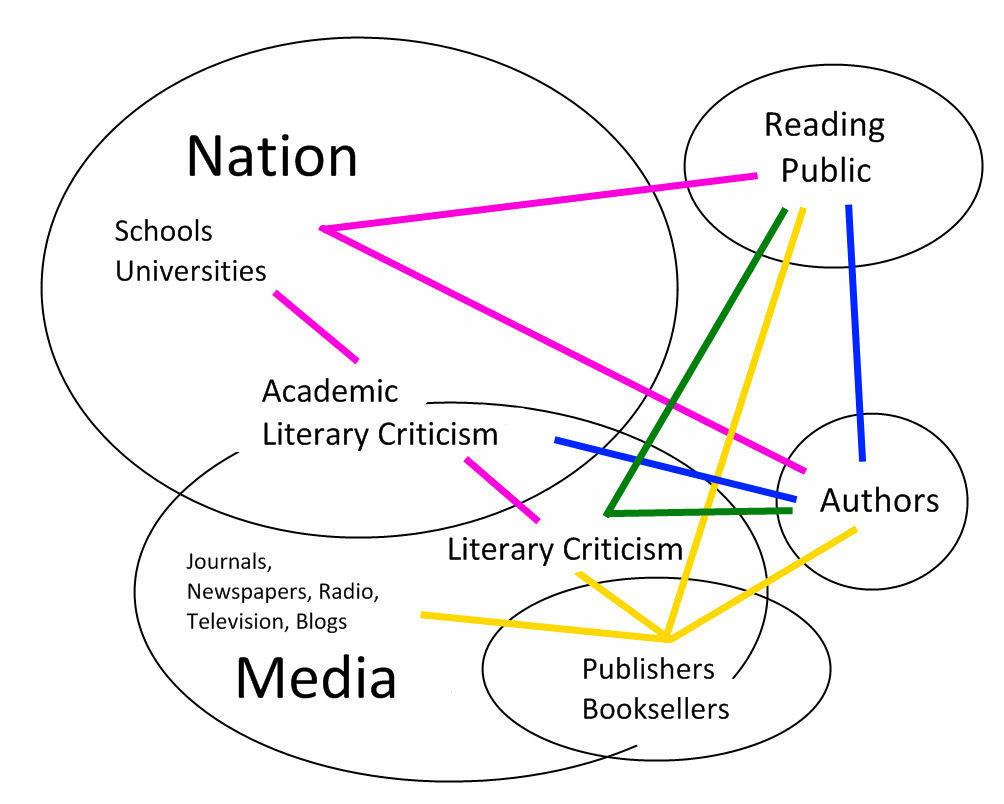 Nation
Schools
Universities
Reading
Public
Academic
Literary Criticism
Authors
Literary Criticism
Journals,
Newspapers, Radio,
Television, Blogs
Media
Publishers
Booksellers